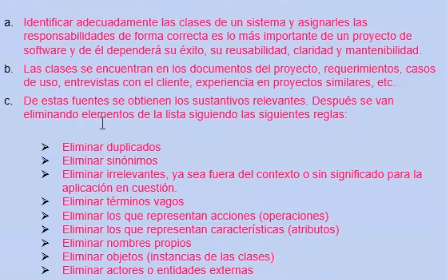 a. Identificar adecuadamente las clases de un sistema y asignarles las
responsabilidades de forma correcta es lo más importante de un proyecto de
software y de él dependerá su éxito, su reusabilidad, claridad y mantenibilidad.
b. Las clases se encuentran en los documentos del proyecto, requerimientos, casos
de uso, entrevistas con el cliente, experiencia en proyectos similares, etc.
c. De estas fuentes se obtienen los sustantivos relevantes. Después se van
eliminando elementos de la lista siguiendo las siguientes reglas:
➢ Eliminar duplicados
➢ Eliminar sinónimos
➢ Eliminar irrelevantes, ya sea fuera del contexto o sin significado para la
aplicación en cuestión.
➢ Eliminar términos vagos
➢ Eliminar los que representan acciones (operaciones)
➢ Eliminar los que representan características (atributos)
➢ Eliminar nombres propios
➢ Eliminar objetos (instancias de las clases)
➢ Eliminar actores o entidades externas